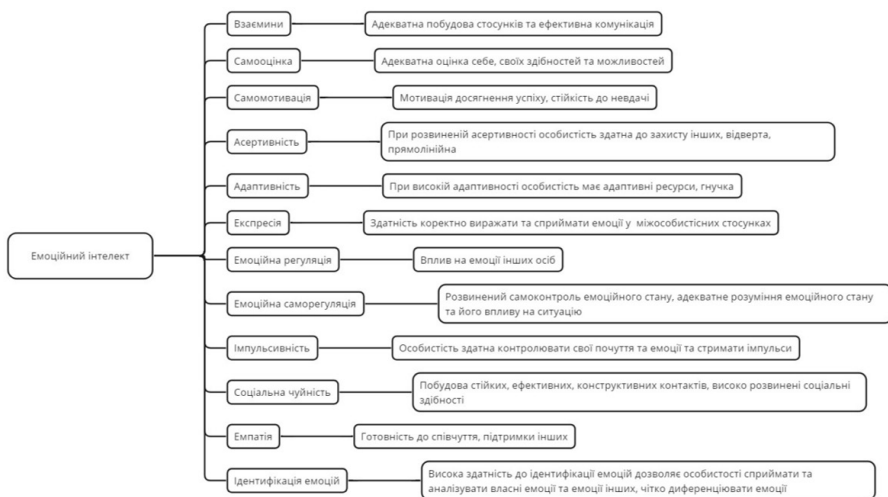 Взаємини
Адекватна побудова стосунків та ефективна комунікація
Самооцінка
Адекватна оцінка себе, своїх здібностей та можливостей
Самомотивація
Мотивація досягнення успіху, стійкість до невдачі
Асертивність
При розвиненій асертивності особистість здатна до захисту інших, відверта,
прямолінійна
Адаптивність
При високій адаптивності особистість має адаптивні ресурси, гнучка
Експресія
Здатність коректно виражати та сприймати емоції у міжособистісних стосунках
Емоційний інтелект
Емоційна регуляція
Вплив на емоції інших осіб
Емоційна саморегуляція
Розвинений самоконтроль емоційного стану, адекватне розуміння емоційного стану
та його впливу на ситуацію
Імпульсивність
Особистість здатна контролювати свої почуття та емоції та стримати імпульси
Соціальна чуйність
Побудова стійких, ефективних, конструктивних контактів, високо розвинені соціальні
здібності
Емпатія
Готовність до співчуття, підтримки інших
Ідентифікація емоцій
Висока здатність до ідентифікації емоцій дозволяє особистості сприймати та
аналізувати власні емоції та емоції інших, чітко диференціювати емоції